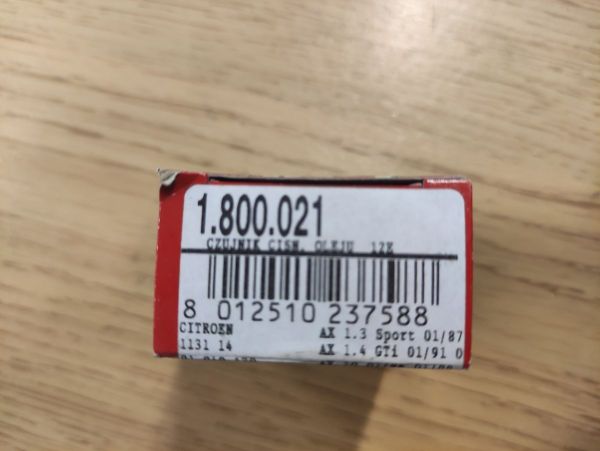 1.800.021
CZUJNIK CISN. OLEJU 12E
8 012510 237588
CITROEN AX 1.3 Sport 01/87
1131 14 AX 1.4 GTi 01/91 0